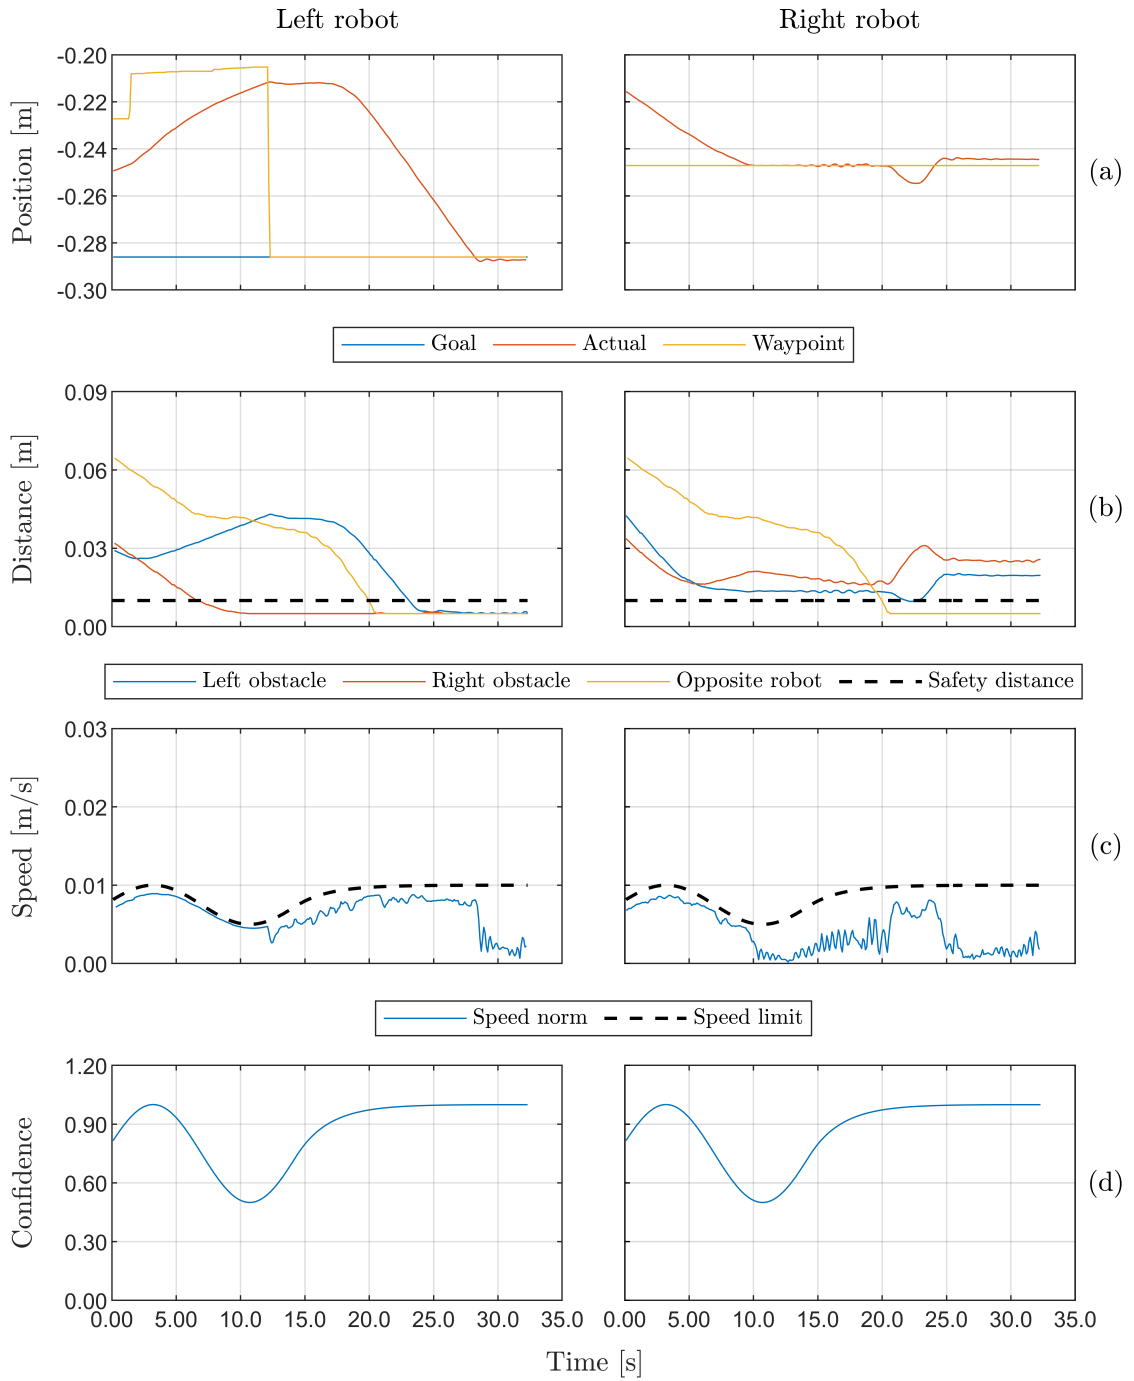 Left robot Right robot
-0.20
-0.22
-0.24
-0.26
-0.28
-0.30
Position [m]
(a)
Goal Actual Waypoint
0.09
0.06
0.03
0.00
Distance [m]
(b)
Left obstacle Right obstacle Opposite robot Safety distance
0.03
0.02
0.01
0.00
Speed [m/s]
(c)
Speed norm Speed limit
1.20
0.90
0.60
0.30
0.00
Confidence
(d)
0.00 5.00 10.0 15.0 20.0 25.0 30.0 35.0 0.00 5.00 10.0 15.0 20.0 25.0 30.0 35.0
Time [s]